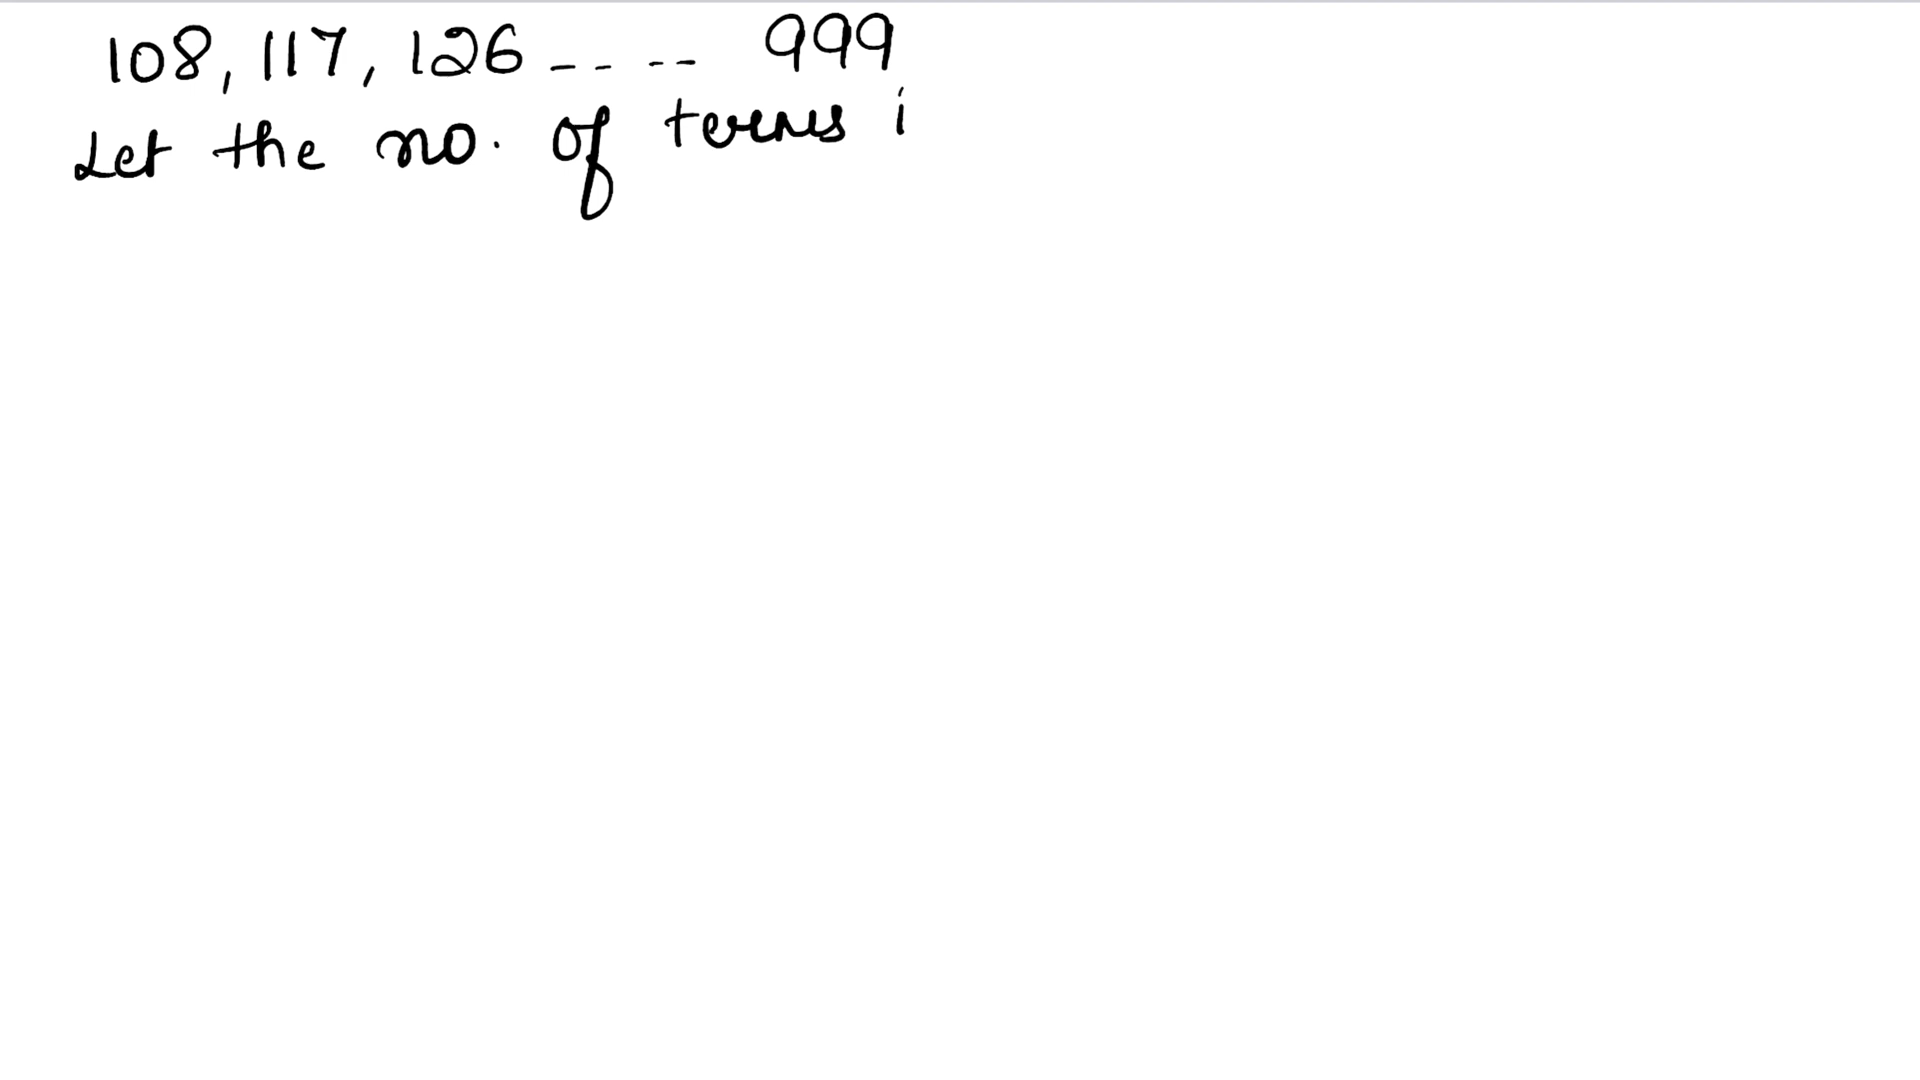 108, 117, 126 - - - - 999
Let the no. of terms i